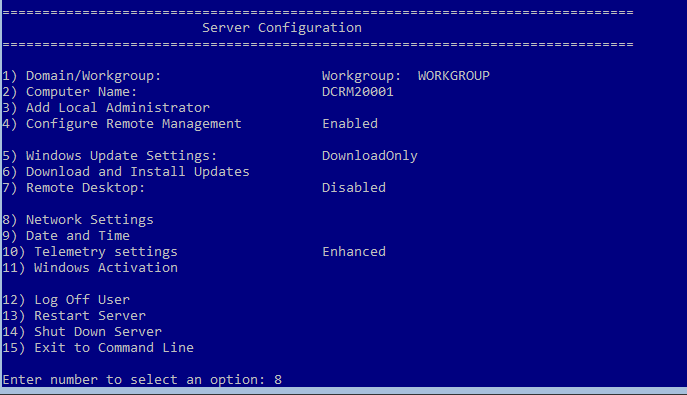 ===============================================================================
Server Configuration
===============================================================================
1) Domain/Workgroup: Workgroup: WORKGROUP
2) Computer Name: DCRM20001
3) Add Local Administrator
4) Configure Remote Management Enabled
5) Windows Update Settings: DownloadOnly
6) Download and Install Updates
7) Remote Desktop: Disabled
8) Network Settings
9) Date and Time
10) Telemetry settings Enhanced
11) Windows Activation
12) Log Off User
13) Restart Server
14) Shut Down Server
15) Exit to Command Line
Enter number to select an option: 8